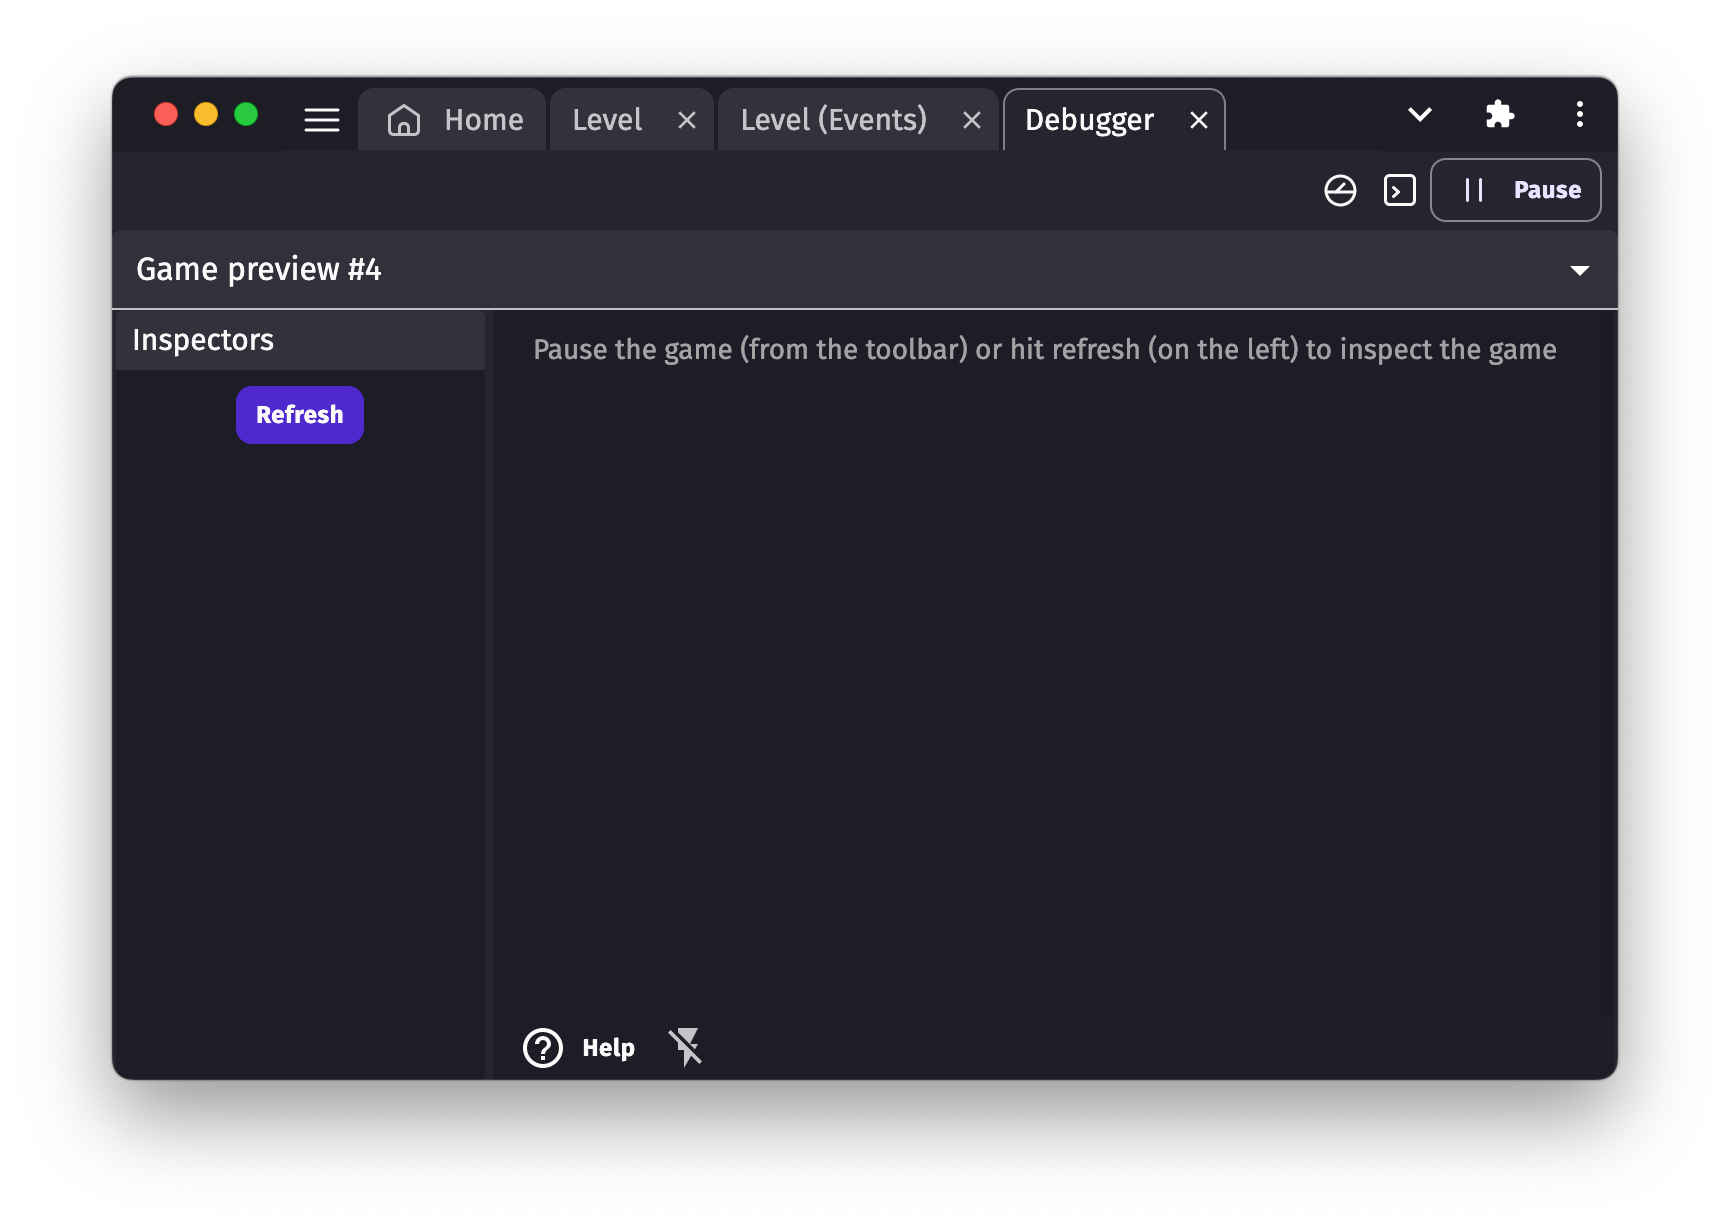 Home Level Level (Events) Debugger
Pause
Game preview #4
Inspectors
Pause the game (from the toolbar) or hit refresh (on the left) to inspect the game
Refresh
Help